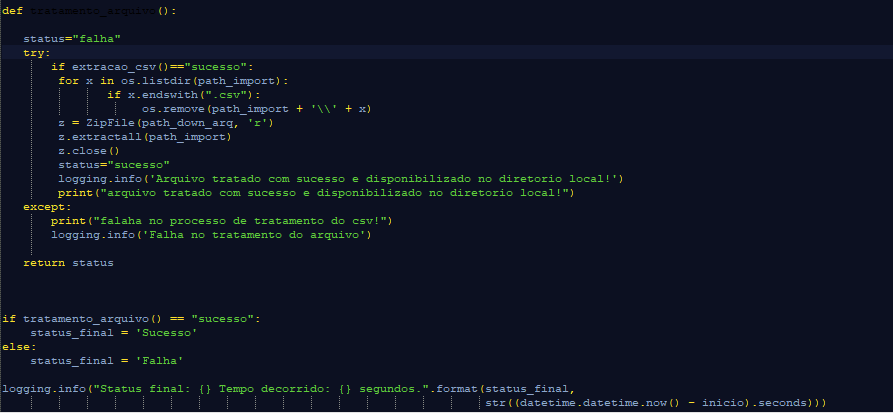 def tratamento_arquivo():
status="falha"
try:
if extracao_csv()=="sucesso":
for x in os.listdir(path_import):
if x.endswith(".csv"):
os.remove(path_import + '\\' + x)
z = ZipFile(path_down_arq, 'r')
z.extractall(path_import)
z.close()
status="sucesso"
logging.info('Arquivo tratado com sucesso e disponibilizado no diretorio local!')
print("arquivo tratado com sucesso e disponibilizado no diretorio local!")
except:
print("falaha no processo de tratamento do csv!")
logging.info('Falha no tratamento do arquivo')
return status
if tratamento_arquivo() == "sucesso":
status_final = 'Sucesso'
else:
status_final = 'Falha'
logging.info("Status final: {} Tempo decorrido: {} segundos.".format(status_final,
str((datetime.datetime.now() - inicio).seconds)))